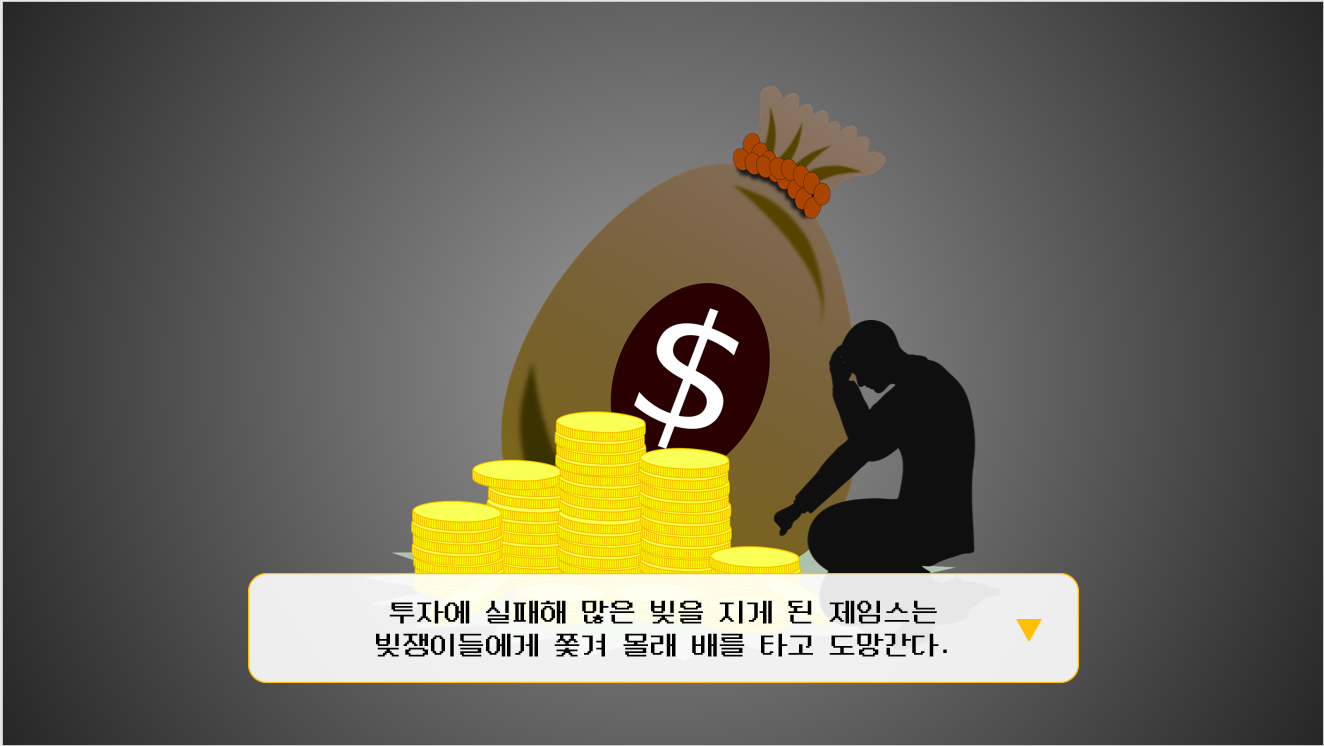 $
투자에 실패해 많은 빚을 지게 된 제임스는
빚쟁이들에게 쫓겨 몰래 배를 타고 도망간다.